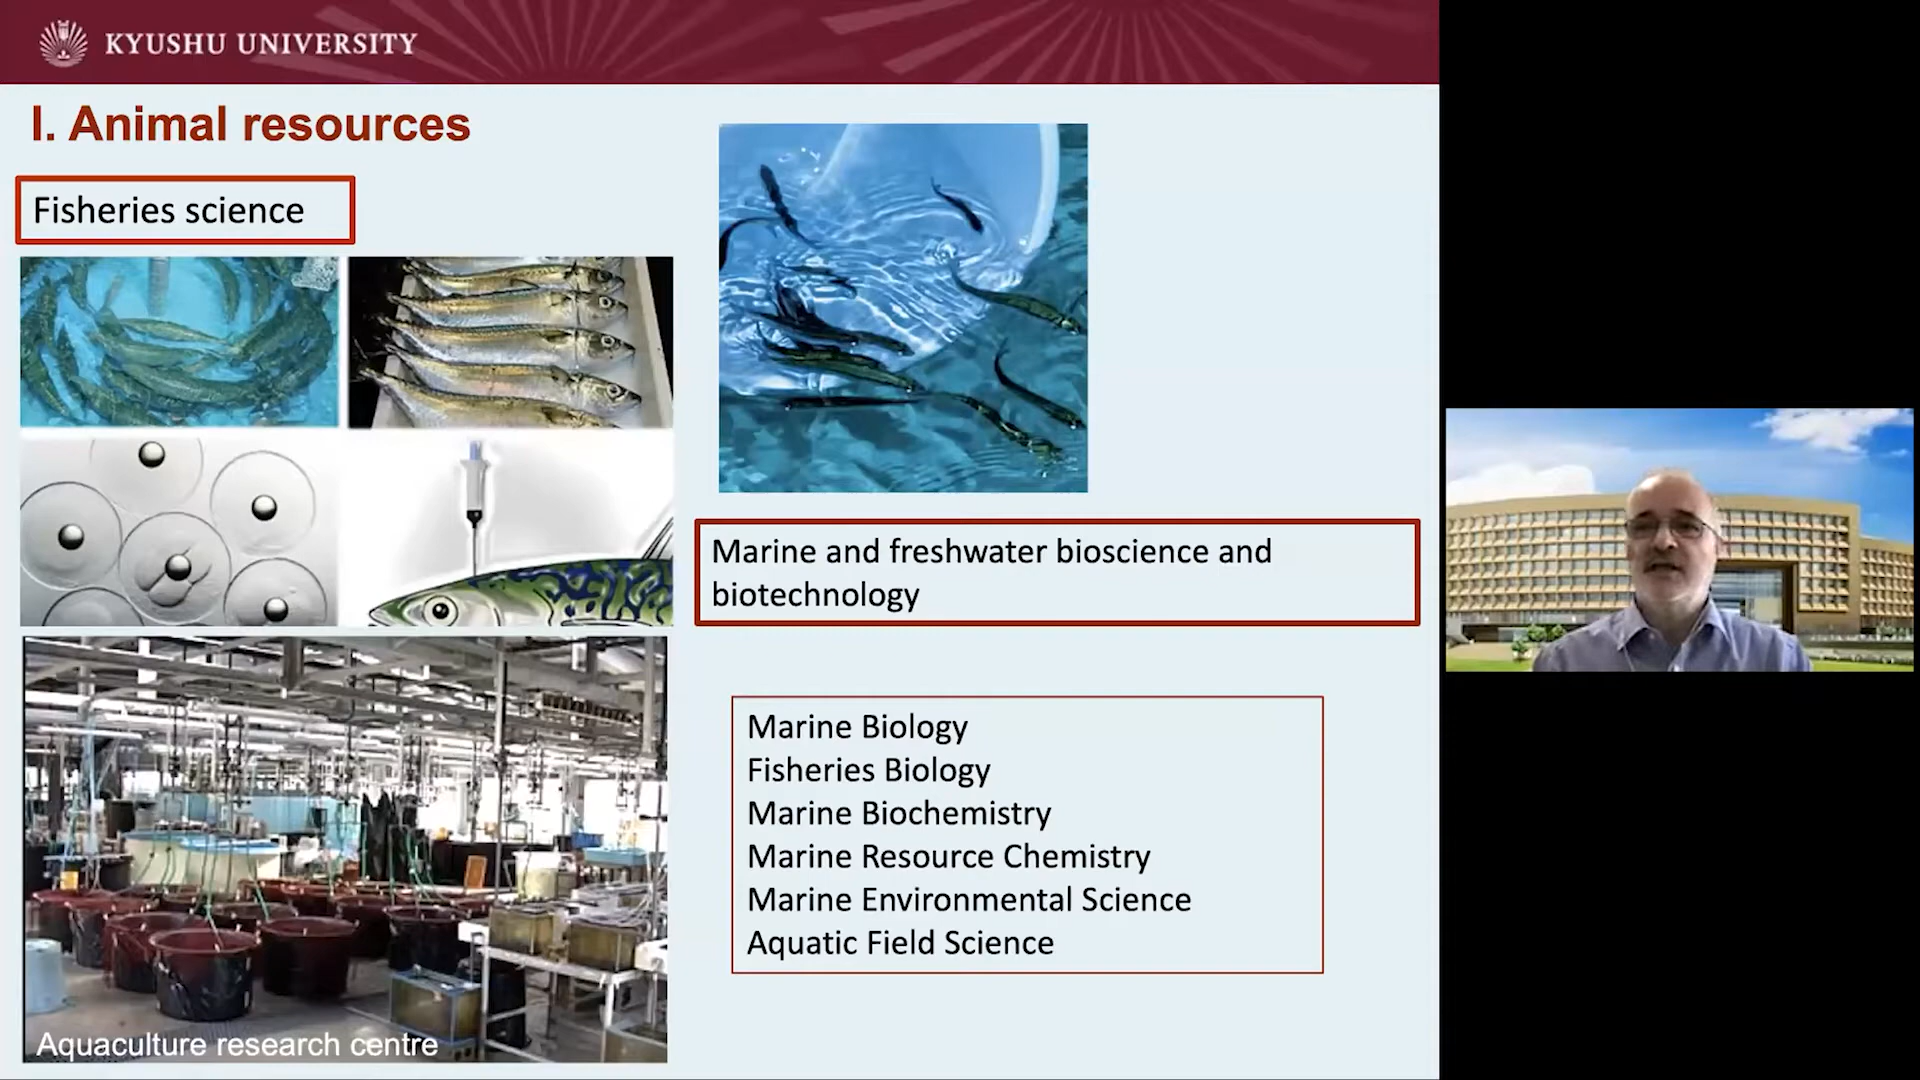 KYUSHU UNIVERSITY
I. Animal resources
Fisheries science
Marine and freshwater bioscience and
biotechnology
Marine Biology
Fisheries Biology
Marine Biochemistry
Marine Resource Chemistry
Marine Environmental Science
Aquatic Field Science
Aquaculture research centre